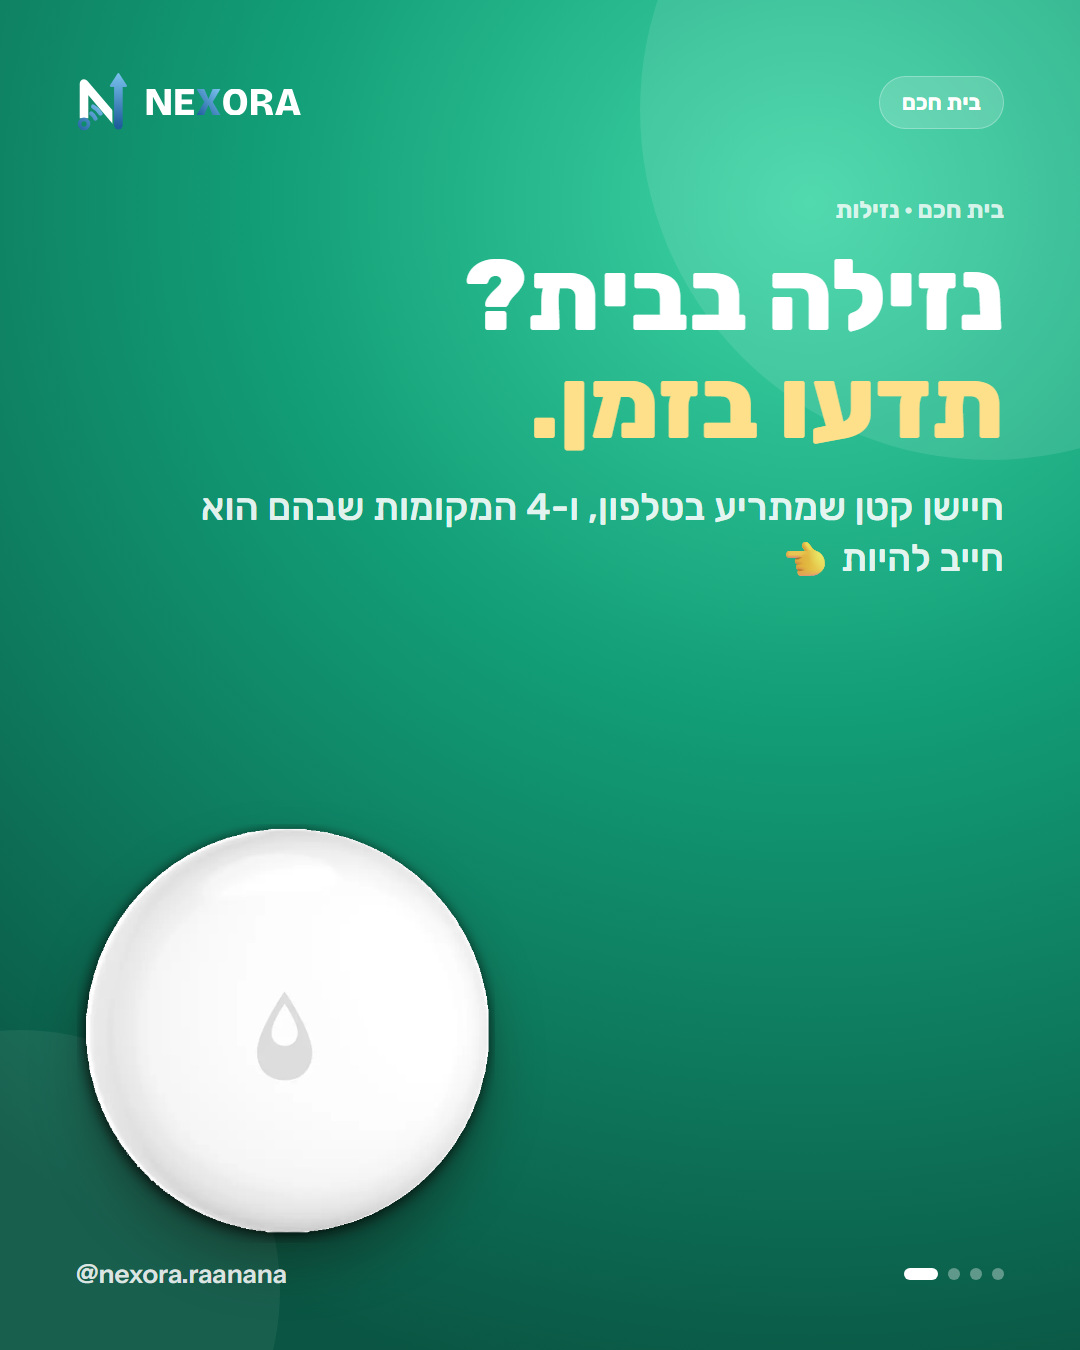 NEXORA
בית חכם
בית חכם • נזילות
נזילה בבית?
תדעו בזמן.
חיישן קטן שמתריע בטלפון, ו-4 המקומות שבהם הוא
חייב להיות 👈
@nexora.raanana